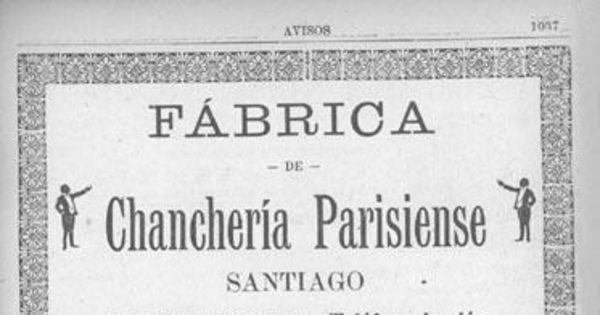 AVISOS 1037
FÁBRICA
– DE –
Chanchería Parisiense
SANTIAGO